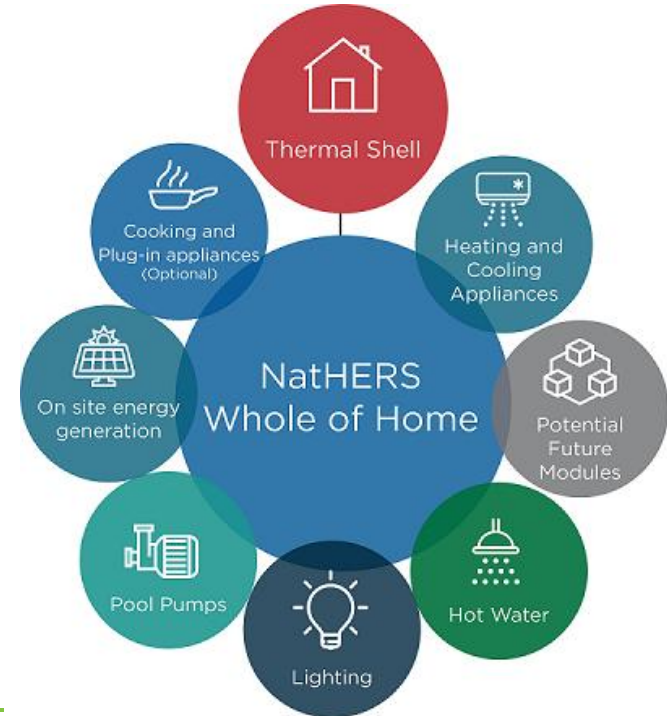 Thermal Shell
Cooking and
Plug-in appliances
(Optional)
Heating and
Cooling
Appliances
NatHERS
Whole of Home
On site energy
generation
Potential
Future
Modules
Pool Pumps
Hot Water
Lighting